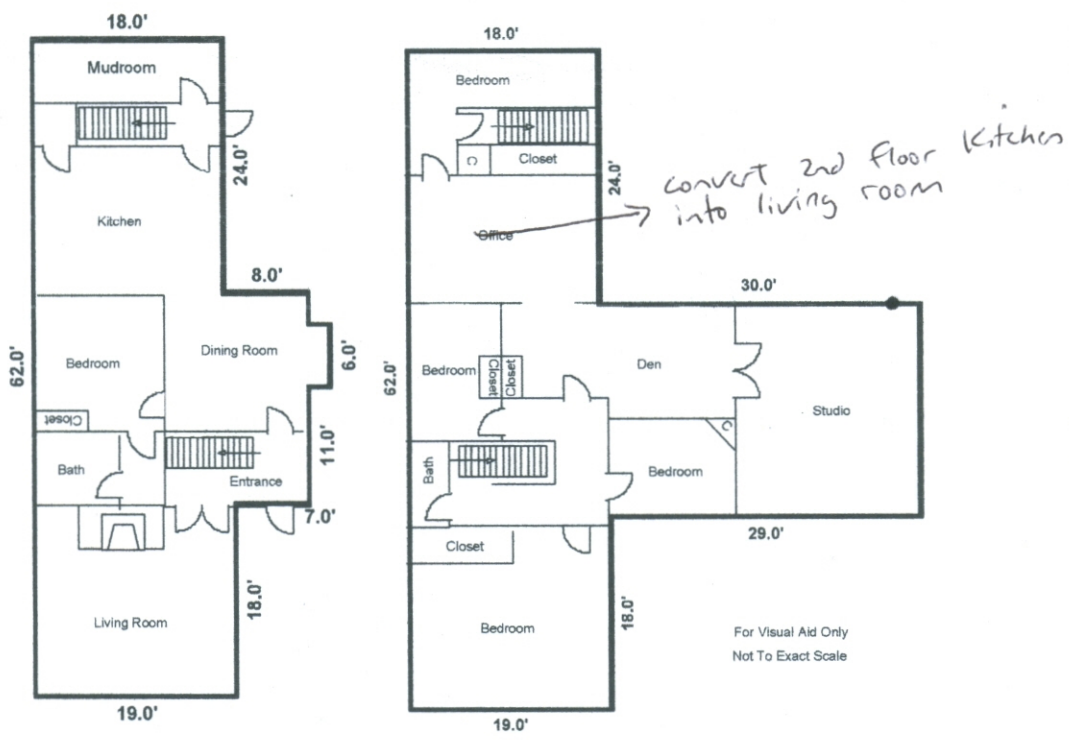 18.0'
Mudroom
24.0'
Kitchen
8.0'
62.0'
Bedroom
Dining Room
6.0'
Closet
11.0'
Bath
Entrance
7.0'
Living Room
18.0'
19.0'
18.0'
Bedroom
C
Closet
24.0'
Office
convert 2nd floor Kitchen
into living room
30.0'
62.0'
Bedroom
Closet
Closet
Den
Studio
C
Bath
Bedroom
29.0'
Closet
18.0'
Bedroom
19.0'
For Visual Aid Only
Not To Exact Scale